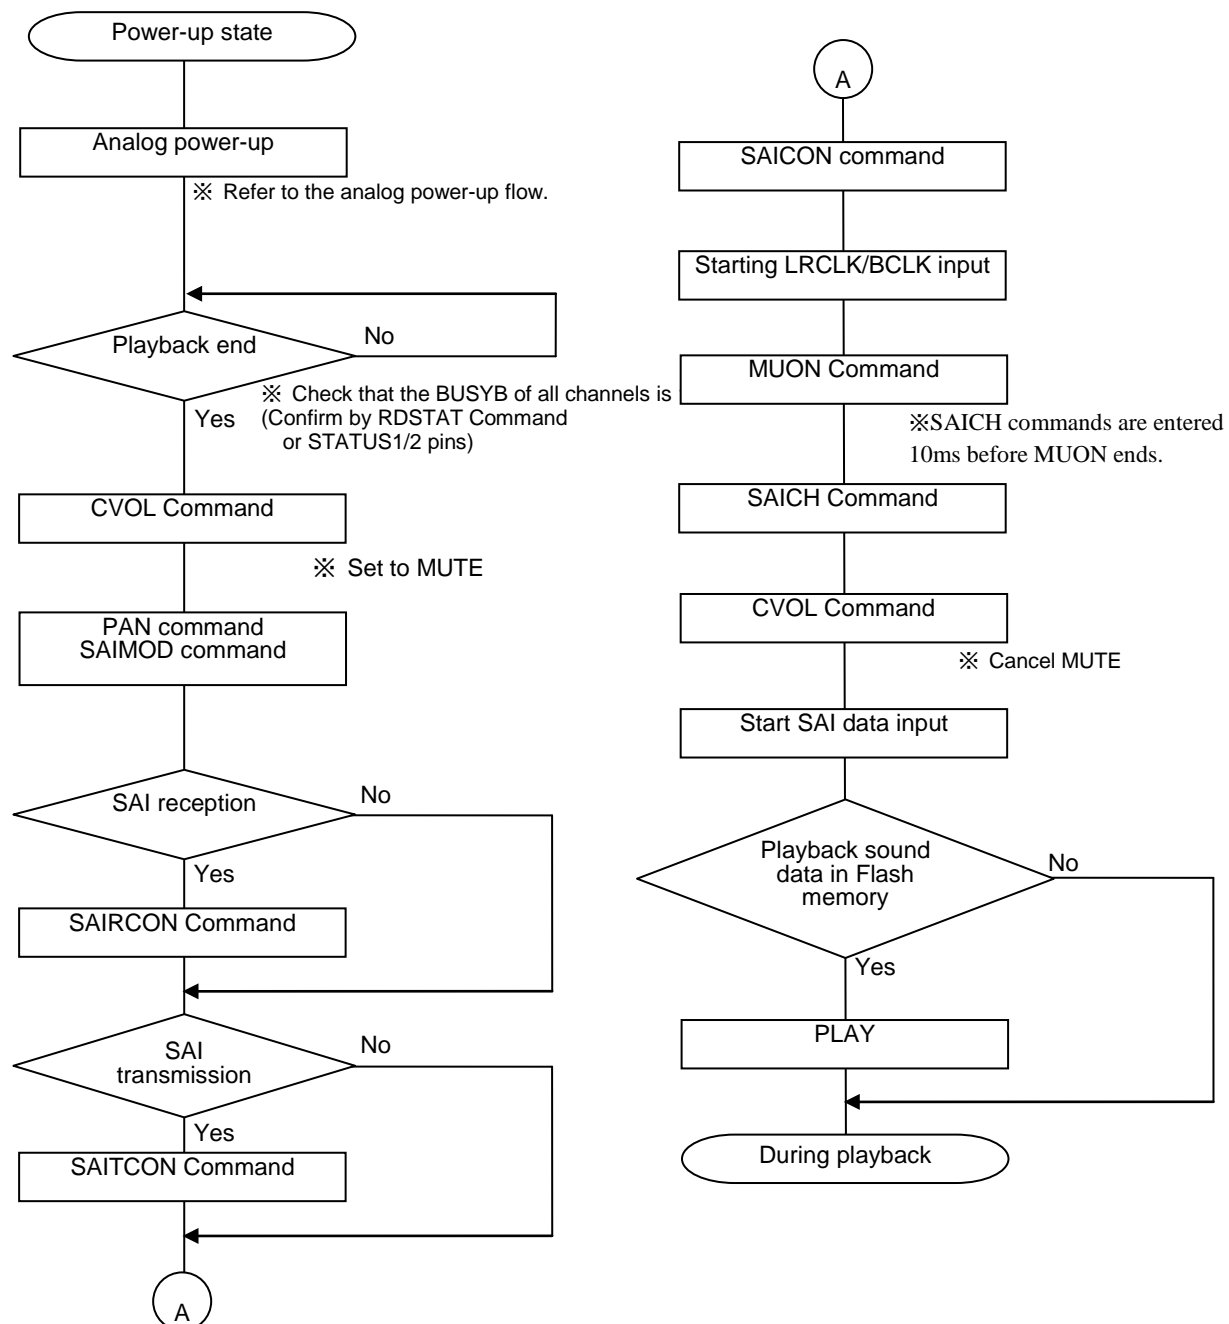 Power-up state
Analog power-up
※ Refer to the analog power-up flow.
Playback end
No
※ Check that the BUSYB of all channels is
(Confirm by RDSTAT Command
or STATUS1/2 pins)
Yes
CVOL Command
※ Set to MUTE
PAN command
SAIMOD command
SAI reception
No
Yes
SAIRCON Command
SAI
transmission
No
Yes
SAITCON Command
A
A
SAICON command
Starting LRCLK/BCLK input
MUON Command
※SAICH commands are entered
10ms before MUON ends.
SAICH Command
CVOL Command
※ Cancel MUTE
Start SAI data input
Playback sound
data in Flash
memory
No
Yes
PLAY
During playback